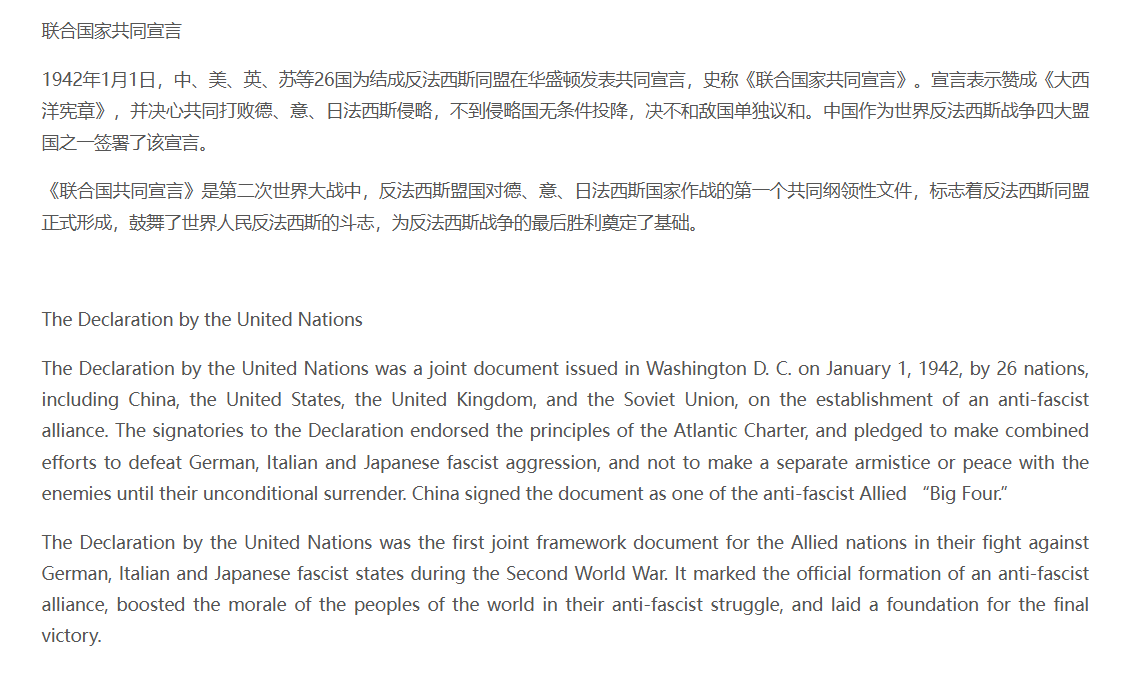 联合国家共同宣言
1942年1月1日，中、美、英、苏等26国为结成反法西斯同盟在华盛顿发表共同宣言，史称《联合国家共同宣言》。宣言表示赞成《大西
洋宪章》，并决心共同打败德、意、日法西斯侵略，不到侵略国无条件投降，决不和敌国单独议和。中国作为世界反法西斯战争四大盟
国之一签署了该宣言。
《联合国共同宣言》是第二次世界大战中，反法西斯盟国对德、意、日法西斯国家作战的第一个共同纲领性文件，标志着反法西斯同盟
正式形成，鼓舞了世界人民反法西斯的斗志，为反法西斯战争的最后胜利奠定了基础。
The Declaration by the United Nations
The Declaration by the United Nations was a joint document issued in Washington D. C. on January 1, 1942, by 26 nations,
including China, the United States, the United Kingdom, and the Soviet Union, on the establishment of an anti-fascist
alliance. The signatories to the Declaration endorsed the principles of the Atlantic Charter, and pledged to make combined
efforts to defeat German, Italian and Japanese fascist aggression, and not to make a separate armistice or peace with the
enemies until their unconditional surrender. China signed the document as one of the anti-fascist Allied “Big Four.”
The Declaration by the United Nations was the first joint framework document for the Allied nations in their fight against
German, Italian and Japanese fascist states during the Second World War. It marked the official formation of an anti-fascist
alliance, boosted the morale of the peoples of the world in their anti-fascist struggle, and laid a foundation for the final
victory.